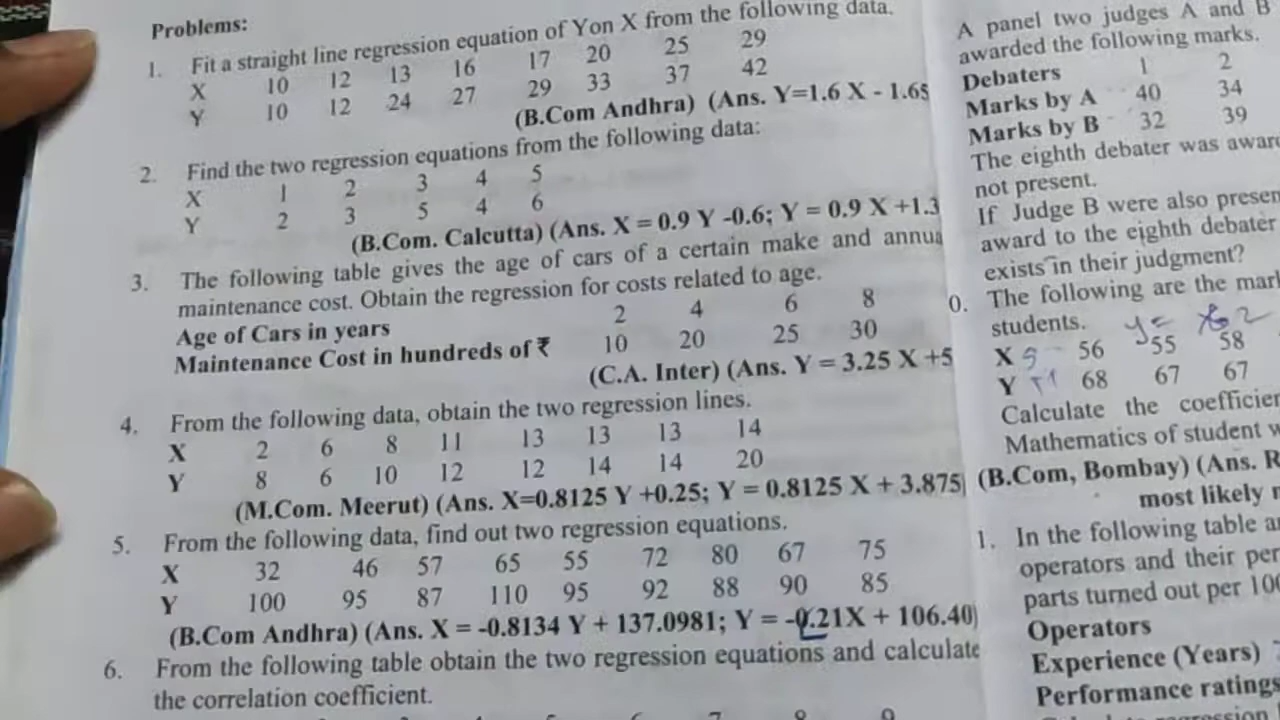 Problems:
1. Fit a straight line regression equation of Y on X from the following data.
X 10 12 13 16 17 20 25 29
Y 10 12 24 27 29 33 37 42
(B.Com Andhra) (Ans. Y=1.6 X - 1.65
2. Find the two regression equations from the following data:
X 1 2 3 4 5
Y 2 3 5 4 6
(B.Com. Calcutta) (Ans. X = 0.9 Y -0.6; Y = 0.9 X +1.3
3. The following table gives the age of cars of a certain make and annua
maintenance cost. Obtain the regression for costs related to age.
Age of Cars in years 2 4 6 8
Maintenance Cost in hundreds of ₹ 10 20 25 30
(C.A. Inter) (Ans. Y = 3.25 X +5
4. From the following data, obtain the two regression lines.
X 2 6 8 11 13 13 13 14
Y 8 6 10 12 12 14 14 20
(M.Com. Meerut) (Ans. X=0.8125 Y +0.25; Y = 0.8125 X + 3.875)
5. From the following data, find out two regression equations.
X 32 46 57 65 55 72 80 67 75
Y 100 95 87 110 95 92 88 90 85
(B.Com Andhra) (Ans. X = -0.8134 Y + 137.0981; Y = -0.21X + 106.40)
6. From the following table obtain the two regression equations and calculate
the correlation coefficient.
A panel two judges A and B
awarded the following marks.
Debaters 1 2
Marks by A 40 34
Marks by B 32 39
The eighth debater was awar
not present.
If Judge B were also presen
award to the eighth debater
exists in their judgment?
0. The following are the mar
students.
X 56 55 58
Y 68 67 67
Calculate the coefficien
Mathematics of student w
(B.Com, Bombay) (Ans. R
most likely
1. In the following table a
operators and their per
parts turned out per 100
Operators
Experience (Years)
Performance ratings